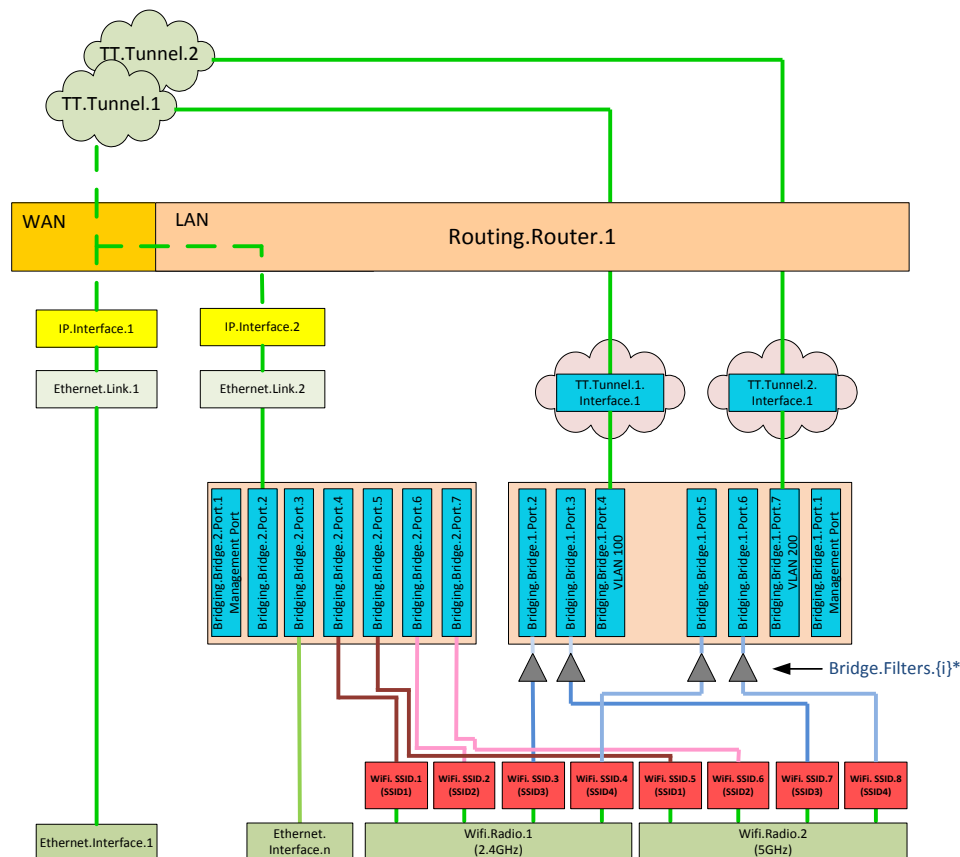 TT.Tunnel.2
TT.Tunnel.1
WAN
LAN
Routing.Router.1
IP.Interface.1
IP.Interface.2
Ethernet.Link.1
Ethernet.Link.2
TT.Tunnel.1.
Interface.1
TT.Tunnel.2.
Interface.1
Bridging.Bridge.2.Port.1
Management Port
Bridging.Bridge.2.Port.2
Bridging.Bridge.2.Port.3
Bridging.Bridge.2.Port.4
Bridging.Bridge.2.Port.5
Bridging.Bridge.2.Port.6
Bridging.Bridge.2.Port.7
Bridging.Bridge.1.Port.2
Bridging.Bridge.1.Port.3
Bridging.Bridge.1.Port.4
VLAN 100
Bridging.Bridge.1.Port.5
Bridging.Bridge.1.Port.6
Bridging.Bridge.1.Port.7
VLAN 200
Bridging.Bridge.1.Port.1
Management Port
Bridge.Filters.{i}*
WiFi. SSID.1
(SSID1)
WiFi. SSID.2
(SSID2)
WiFi. SSID.3
(SSID3)
WiFi. SSID.4
(SSID4)
WiFi. SSID.5
(SSID1)
WiFi. SSID.6
(SSID2)
WiFi. SSID.7
(SSID3)
WiFi. SSID.8
(SSID4)
Ethernet.Interface.1
Ethernet.
Interface.n
Wifi.Radio.1
(2.4GHz)
Wifi.Radio.2
(5GHz)